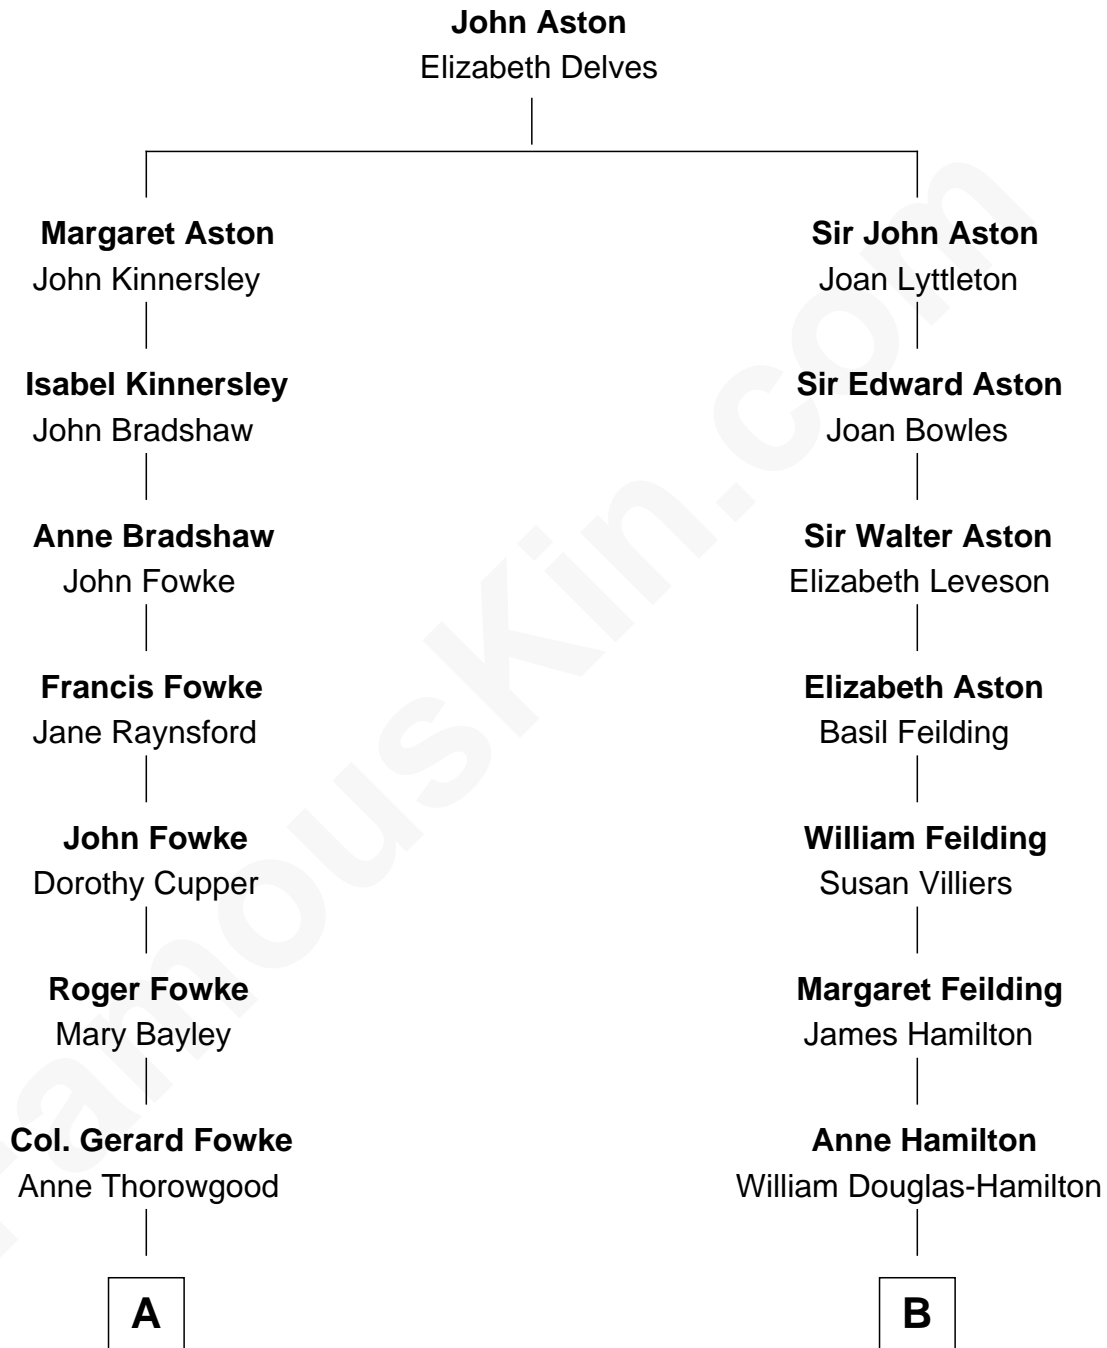 John Aston
Elizabeth Delves
Margaret Aston
John Kinnersley
Isabel Kinnersley
John Bradshaw
Anne Bradshaw
John Fowke
Francis Fowke
Jane Raynsford
John Fowke
Dorothy Cupper
Roger Fowke
Mary Bayley
Col. Gerard Fowke
Anne Thorowgood
A
Sir John Aston
Joan Lyttleton
Sir Edward Aston
Joan Bowles
Sir Walter Aston
Elizabeth Leveson
Elizabeth Aston
Basil Feilding
William Feilding
Susan Villiers
Margaret Feilding
James Hamilton
Anne Hamilton
William Douglas-Hamilton
B
FamousKin.com